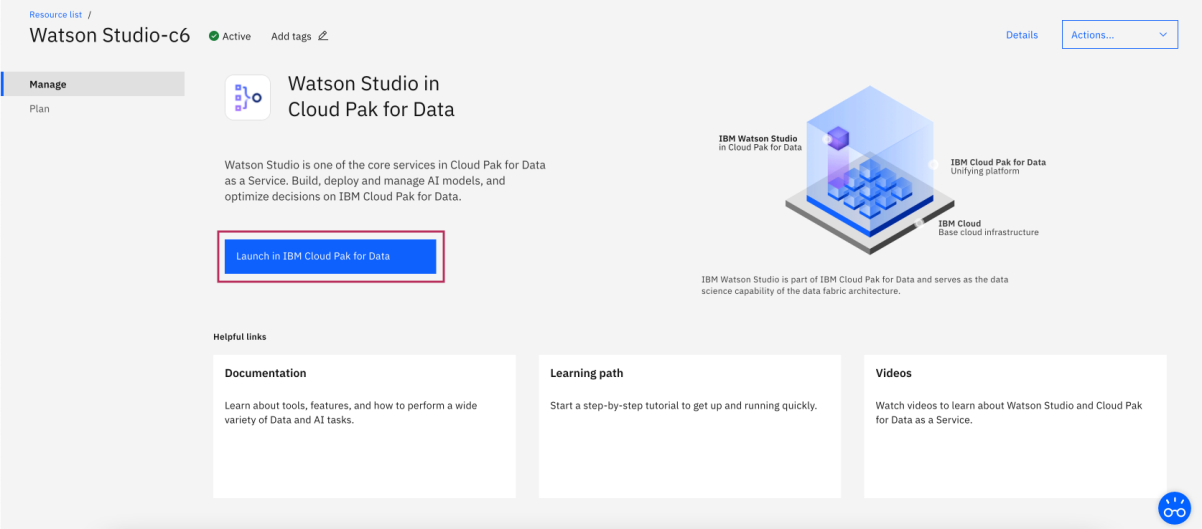 Resource list /
Watson Studio-c6
Active
Add tags
Details
Actions...
Manage
Plan
Watson Studio in
Cloud Pak for Data
Watson Studio is one of the core services in Cloud Pak for Data
as a Service. Build, deploy and manage AI models, and
optimize decisions on IBM Cloud Pak for Data.
Launch in IBM Cloud Pak for Data
IBM Watson Studio
in Cloud Pak for Data
IBM Cloud Pak for Data
Unifying platform
IBM Cloud
Base cloud infrastructure
IBM Watson Studio is part of IBM Cloud Pak for Data and serves as the data
science capability of the data fabric architecture.
Helpful links
Documentation
Learn about tools, features, and how to perform a wide
variety of Data and AI tasks.
Learning path
Start a step-by-step tutorial to get up and running quickly.
Videos
Watch videos to learn about Watson Studio and Cloud Pak
for Data as a Service.